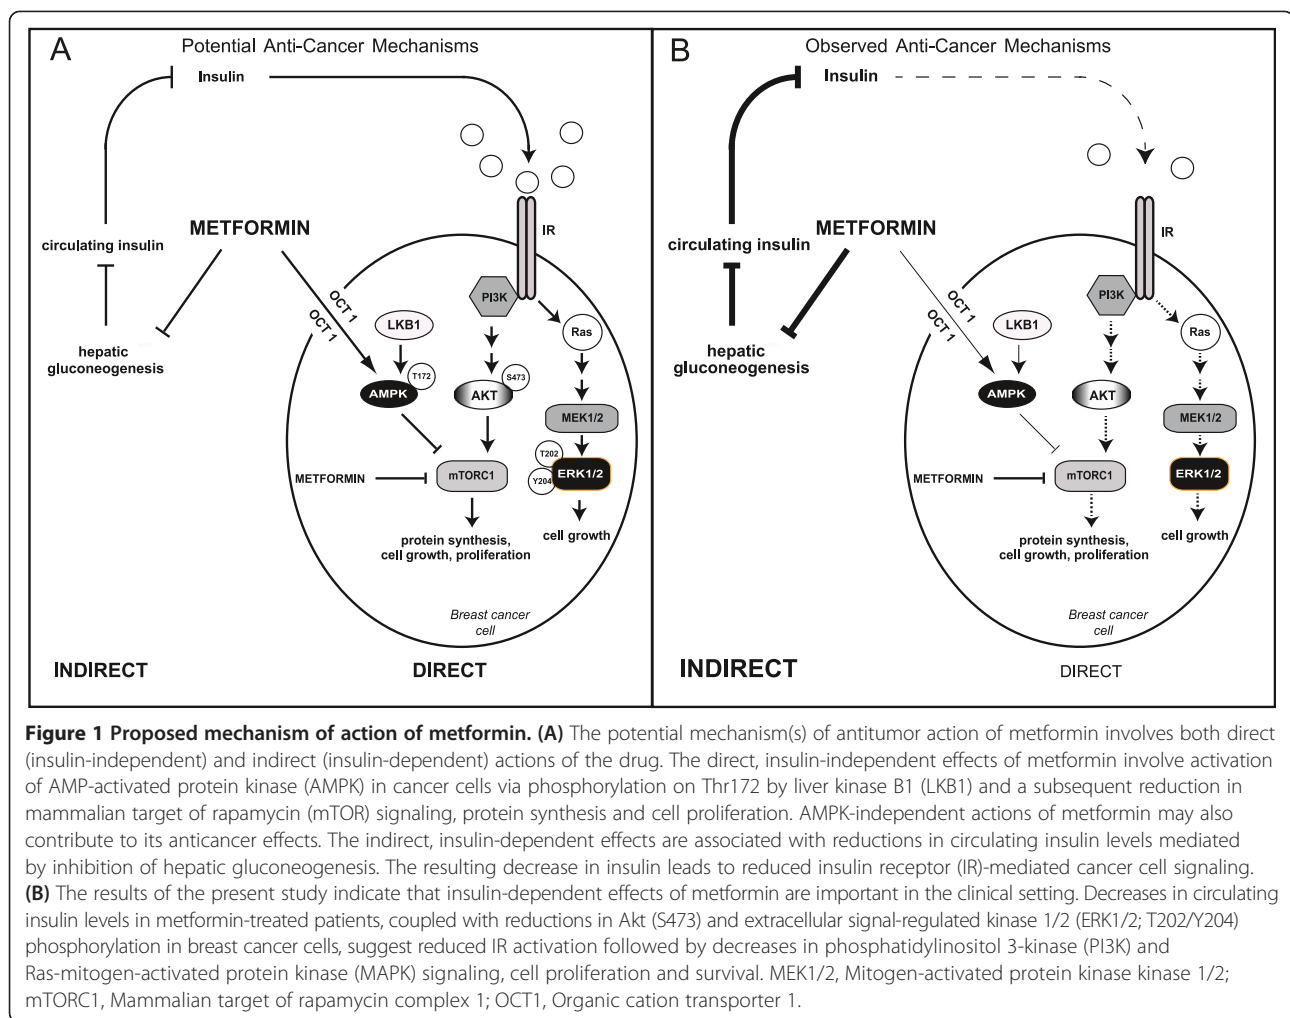 A
Potential Anti-Cancer Mechanisms
Insulin
METFORMIN
circulating insulin
IR
OCT 1
OCT 1
PI3K
LKB1
Ras
hepatic
gluconeogenesis
T172
S473
AMPK
AKT
MEK1/2
T202
Y204
ERK1/2
METFORMIN
mTORC1
protein synthesis,
cell growth, proliferation
cell growth
Breast cancer
cell
INDIRECT
DIRECT
B
Observed Anti-Cancer Mechanisms
Insulin
METFORMIN
circulating insulin
IR
OCT 1
OCT 1
PI3K
LKB1
Ras
hepatic
gluconeogenesis
AMPK
AKT
MEK1/2
METFORMIN
mTORC1
ERK1/2
protein synthesis,
cell growth, proliferation
cell growth
Breast cancer
cell
INDIRECT
DIRECT
Figure 1 Proposed mechanism of action of metformin. (A) The potential mechanism(s) of antitumor action of metformin involves both direct
(insulin-independent) and indirect (insulin-dependent) actions of the drug. The direct, insulin-independent effects of metformin involve activation
of AMP-activated protein kinase (AMPK) in cancer cells via phosphorylation on Thr172 by liver kinase B1 (LKB1) and a subsequent reduction in
mammalian target of rapamycin (mTOR) signaling, protein synthesis and cell proliferation. AMPK-independent actions of metformin may also
contribute to its anticancer effects. The indirect, insulin-dependent effects are associated with reductions in circulating insulin levels mediated
by inhibition of hepatic gluconeogenesis. The resulting decrease in insulin leads to reduced insulin receptor (IR)-mediated cancer cell signaling.
(B) The results of the present study indicate that insulin-dependent effects of metformin are important in the clinical setting. Decreases in circulating
insulin levels in metformin-treated patients, coupled with reductions in Akt (S473) and extracellular signal-regulated kinase 1/2 (ERK1/2; T202/Y204)
phosphorylation in breast cancer cells, suggest reduced IR activation followed by decreases in phosphatidylinositol 3-kinase (PI3K) and
Ras-mitogen-activated protein kinase (MAPK) signaling, cell proliferation and survival. MEK1/2, Mitogen-activated protein kinase kinase 1/2;
mTORC1, Mammalian target of rapamycin complex 1; OCT1, Organic cation transporter 1.